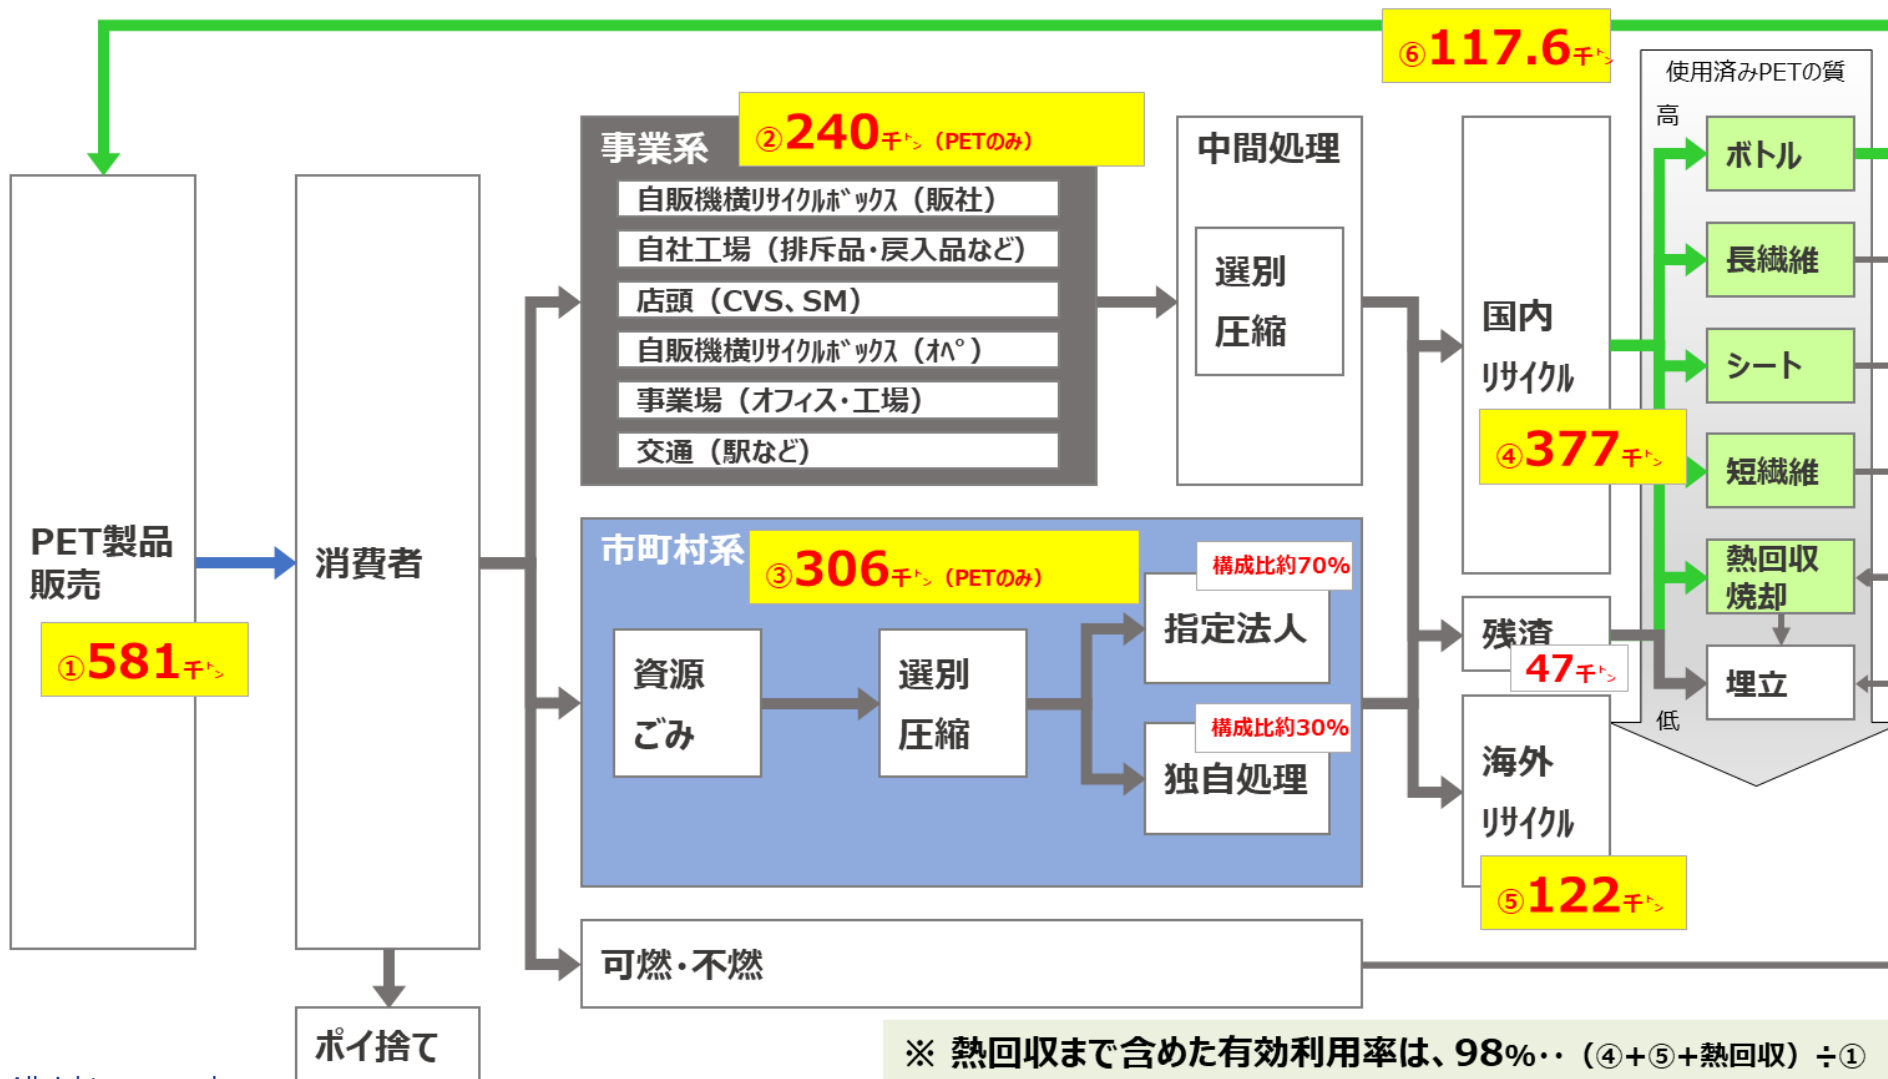 ⑥117.6千㌧
使用済みPETの質
高
事業系
②240千㌧（PETのみ）
中間処理
ボトル
自販機横ﾘｻｲｸﾙﾎﾞｯｸｽ（販社）
自社工場（排斥品・戻入品など）
長繊維
選別
圧縮
店頭（CVS、SM）
国内
ﾘｻｲｸﾙ
自販機横ﾘｻｲｸﾙﾎﾞｯｸｽ（ｵﾍﾟ）
シート
事業場（オフィス・工場）
④377千㌧
交通（駅など）
短繊維
PET製品
販売
消費者
市町村系
③306千㌧（PETのみ）
構成比約70%
熱回収
焼却
指定法人
残渣
①581千㌧
資源
ごみ
選別
圧縮
47千㌧
埋立
低
構成比約30%
独自処理
海外
ﾘｻｲｸﾙ
⑤122千㌧
可燃・不燃
ポイ捨て
※ 熱回収まで含めた有効利用率は、98%‥（④+⑤+熱回収）÷①